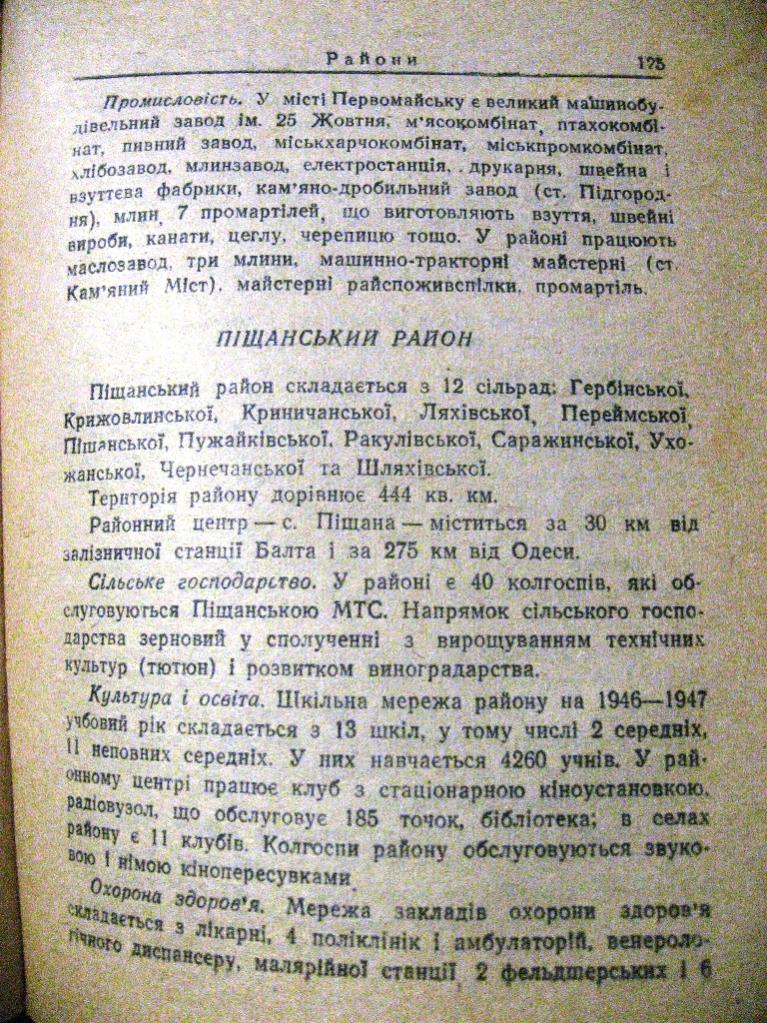 Райони 125
Промисловість. У місті Первомайську є великий машинобу-
дівельний завод ім. 25 Жовтня, м'ясокомбінат, птахокомбі-
нат, пивний завод, міськхарчокомбінат, міськпромкомбінат,
хлібозавод, млинзавод, електростанція, друкарня, швейна і
взуттєва фабрики, кам'яно-дробильний завод (ст. Підгород-
ня), млин, 7 промартілей, що виготовляють взуття, швейні
вироби, канати, цеглу, черепицю тощо. У районі працюють
маслозавод, три млини, машинно-тракторні майстерні (ст.
Кам'яний Міст), майстерні райспоживспілки, промартіль.
ПІЩАНСЬКИЙ РАЙОН
Піщанський район складається з 12 сільрад: Гербінської,
Крижовлинської, Криничанської, Ляхівської, Переймської,
Піщанської, Пужайківської, Ракулівської, Саражинської, Ухо-
жанської, Чернечанської та Шляхівської.
Територія району дорівнює 444 кв. км.
Районний центр — с. Піщана — міститься за 30 км від
залізничної станції Балта і за 275 км від Одеси.
Сільське господарство. У районі є 40 колгоспів, які об-
слуговуються Піщанською МТС. Напрямок сільського госпо-
дарства зерновий у сполученні з вирощуванням технічних
культур (тютюн) і розвитком виноградарства.
Культура і освіта. Шкільна мережа району на 1946—1947
учбовий рік складається з 13 шкіл, у тому числі 2 середніх,
11 неповних середніх. У них навчається 4260 учнів. У рай-
онному центрі працює клуб з стаціонарною кіноустановкою,
радіовузол, що обслуговує 185 точок, бібліотека; в селах
району є 11 клубів. Колгоспи району обслуговуються звуко-
вою і німою кінопересувками.
Охорона здоров'я. Мережа закладів охорони здоров'я
складається з лікарні, 4 поліклінік і амбулаторій, венероло-
гічного диспансеру, малярійної станції, 2 фельдшерських і 6